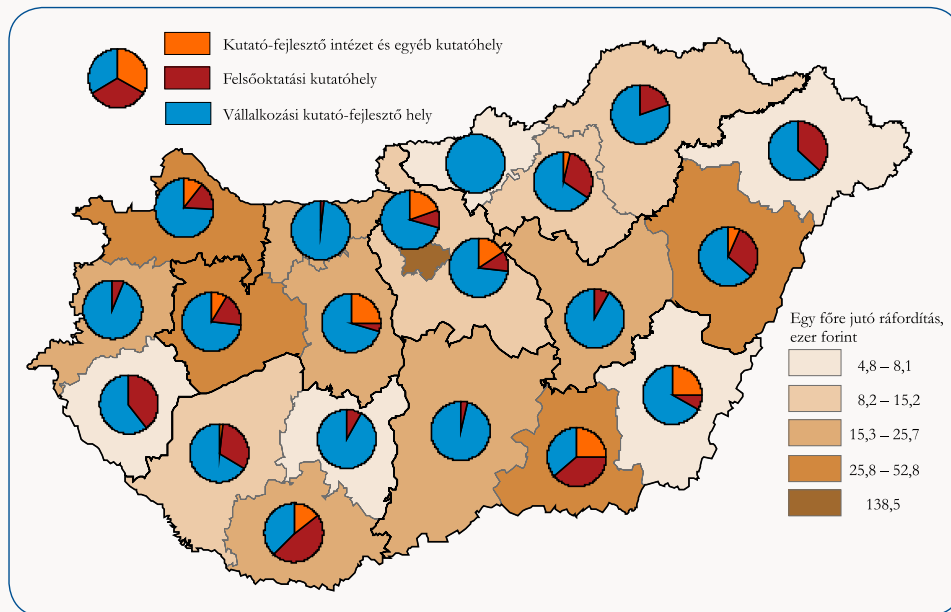 Kutató-fejlesztő intézet és egyéb kutatóhely
Felsőoktatási kutatóhely
Vállalkozási kutató-fejlesztő hely
Egy főre jutó ráfordítás,
ezer forint
4,8 – 8,1
8,2 – 15,2
15,3 – 25,7
25,8 – 52,8
138,5